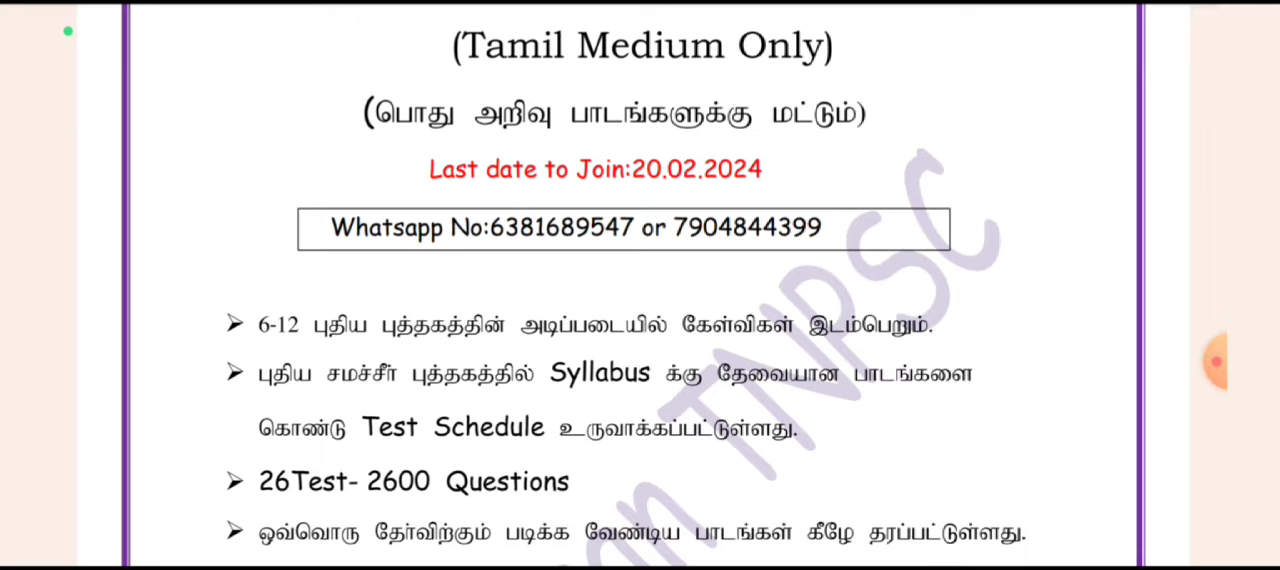 (Tamil Medium Only)
(பொது அறிவு பாடங்களுக்கு மட்டும்)
Last date to Join:20.02.2024
Whatsapp No:6381689547 or 7904844399
➢ 6-12 புதிய புத்தகத்தின் அடிப்படையில் கேள்விகள் இடம்பெறும்.
➢ புதிய சமச்சீர் புத்தகத்தில் Syllabus க்கு தேவையான பாடங்களை
கொண்டு Test Schedule உருவாக்கப்பட்டுள்ளது.
➢ 26Test- 2600 Questions
➢ ஒவ்வொரு தேர்விற்கும் படிக்க வேண்டிய பாடங்கள் கீழே தரப்பட்டுள்ளது.
TNPSC